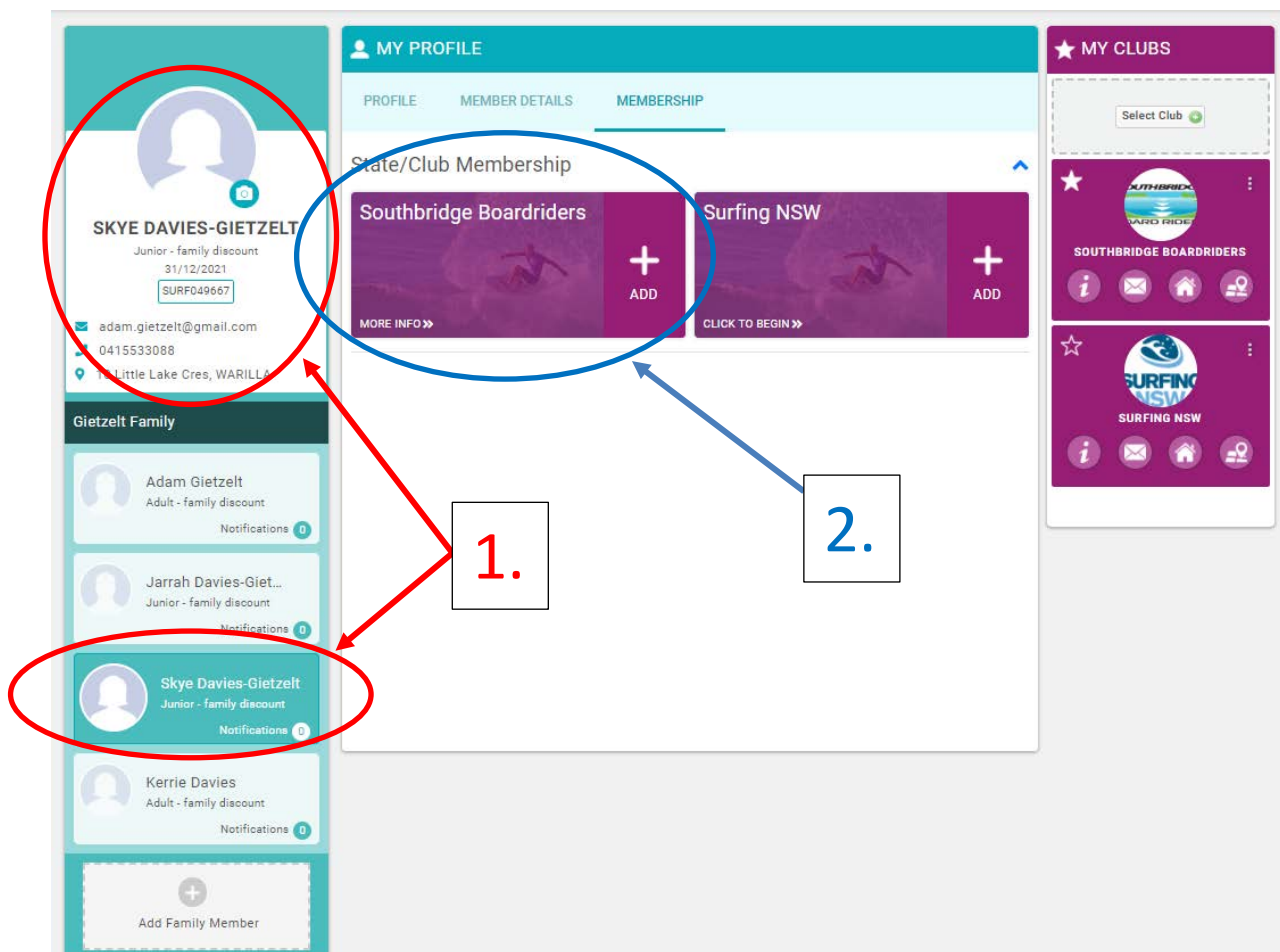 MY PROFILE
PROFILE MEMBER DETAILS MEMBERSHIP
State/Club Membership
Southbridge Boardriders
MORE INFO »
+
ADD
Surfing NSW
CLICK TO BEGIN »
+
ADD
SKYE DAVIES-GIETZELT
Junior - family discount
31/12/2021
SURF049667
adam.gietzelt@gmail.com
0415533088
Little Lake Cres, WARILLA
Gietzelt Family
Adam Gietzelt
Adult - family discount
Notifications 0
Jarrah Davies-Giet...
Junior - family discount
Notifications 0
Skye Davies-Gietzelt
Junior - family discount
Notifications 0
Kerrie Davies
Adult - family discount
Notifications 0
Add Family Member
1.
2.
MY CLUBS
Select Club
SOUTHBRIDGE BOARDRIDERS
SURFING
NSW
SURFING NSW